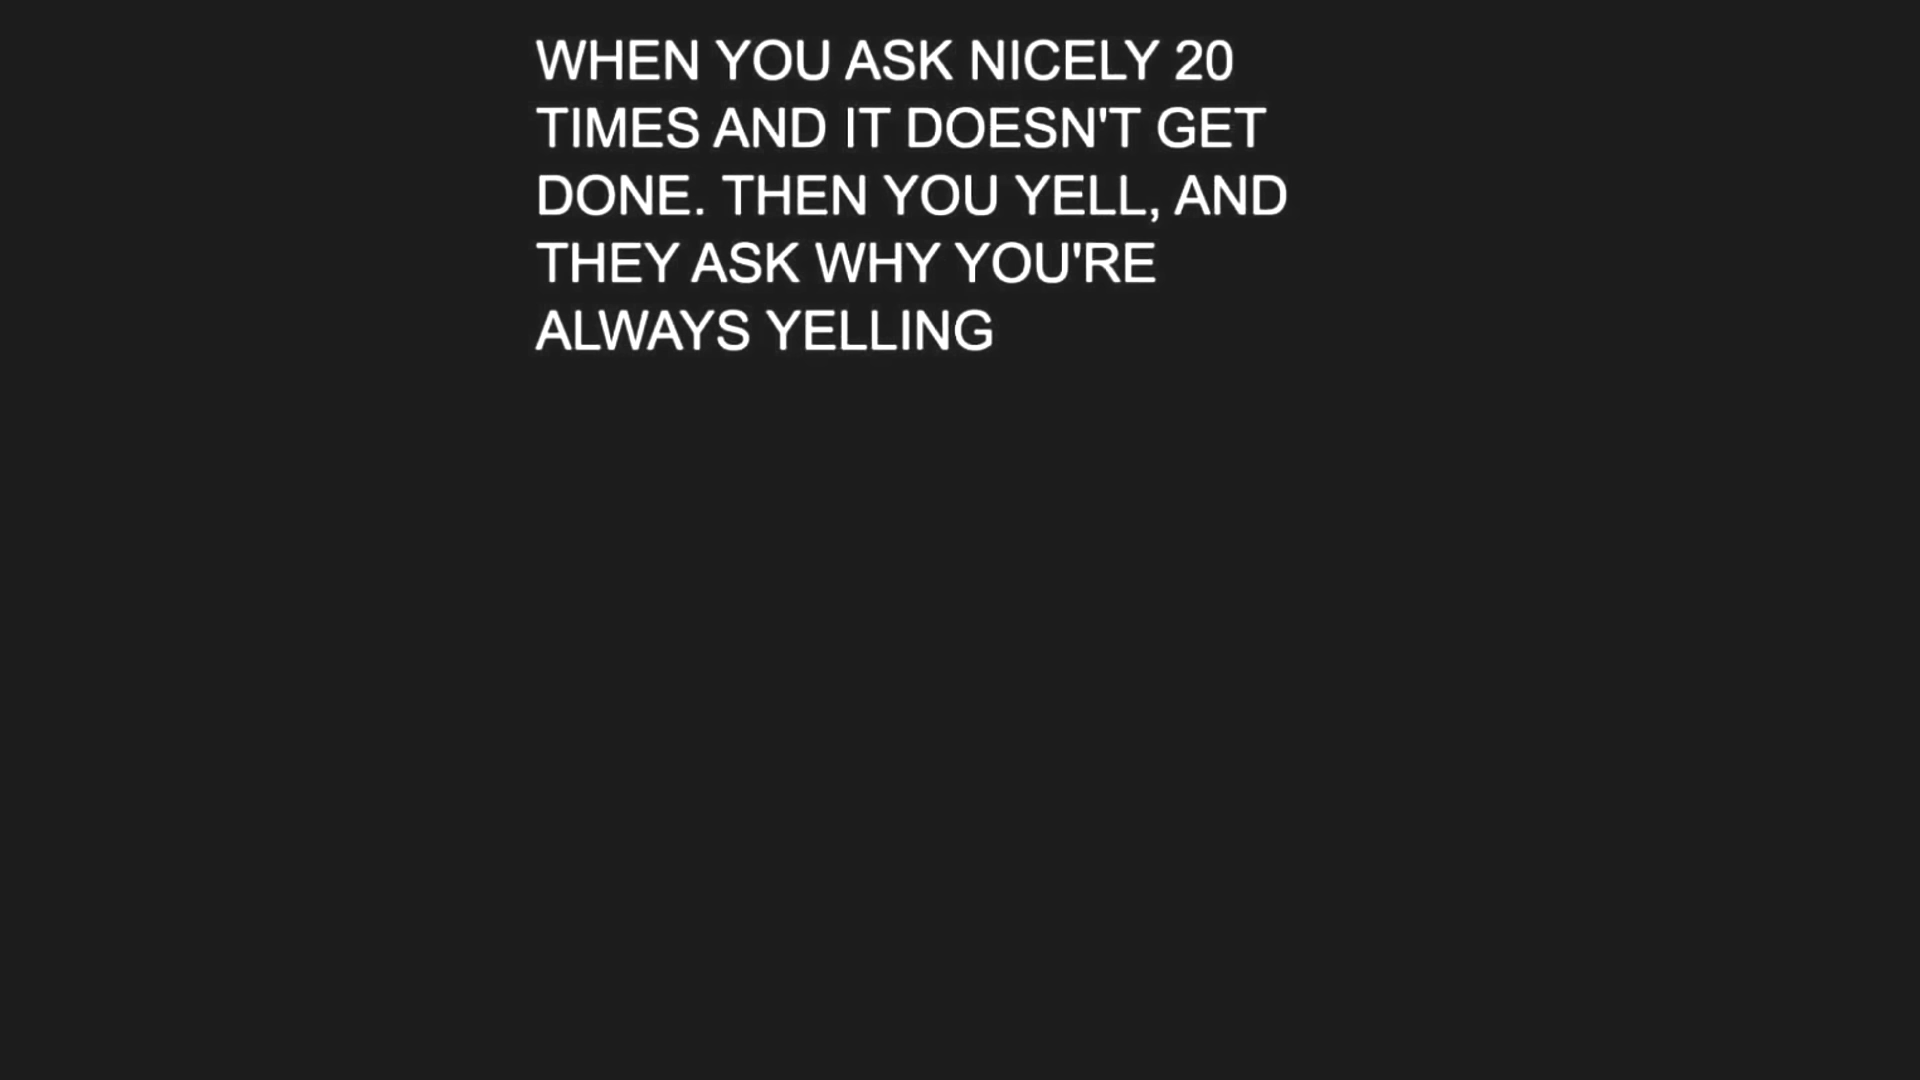 WHEN YOU ASK NICELY 20
TIMES AND IT DOESN'T GET
DONE. THEN YOU YELL, AND
THEY ASK WHY YOU'RE
ALWAYS YELLING